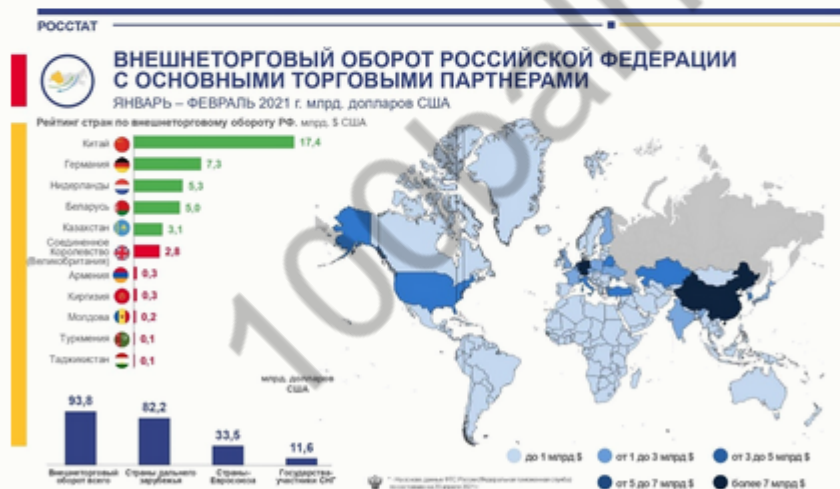 РОССТАТ
ВНЕШНЕТОРГОВЫЙ ОБОРОТ РОССИЙСКОЙ ФЕДЕРАЦИИ
С ОСНОВНЫМИ ТОРГОВЫМИ ПАРТНЕРАМИ
ЯНВАРЬ – ФЕВРАЛЬ 2021 г. млрд. долларов США
Рейтинг стран по внешнеторговому обороту РФ, млрд. $ США
Китай 17,4
Германия 7,3
Нидерланды 5,3
Беларусь 5,0
Казахстан 3,1
Соединенное
Королевство 2,8
(Великобритания)
Армения 0,3
Киргизия 0,3
Молдова 0,2
Туркмения 0,1
Таджикистан 0,1
млрд. долларов
США
93,8 82,2 33,5 11,6
Внешнеторговый
оборот всего
Страны дальнего
зарубежья
Страны-
Евросоюза
Государства-
участники СНГ
до 1 млрд $ от 1 до 3 млрд $ от 3 до 5 млрд $
от 5 до 7 млрд $ более 7 млрд $